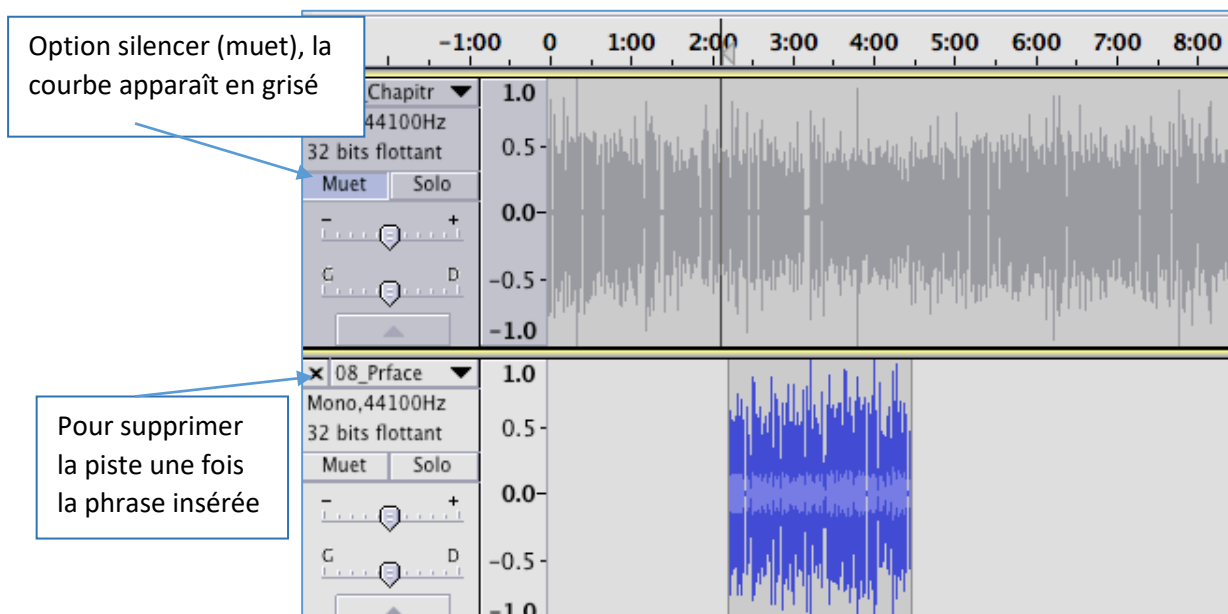 Option silencer (muet), la
courbe apparaît en grisé
-1:00 0 1:00 2:00 3:00 4:00 5:00 6:00 7:00 8:00
_Chapitr
44100Hz
32 bits flottant
Muet Solo
- +
G D
1.0
0.5
0.0
-0.5
-1.0
Pour supprimer
la piste une fois
la phrase insérée
x 08_Prface
Mono,44100Hz
32 bits flottant
Muet Solo
- +
G D
1.0
0.5
0.0
-0.5
-1.0